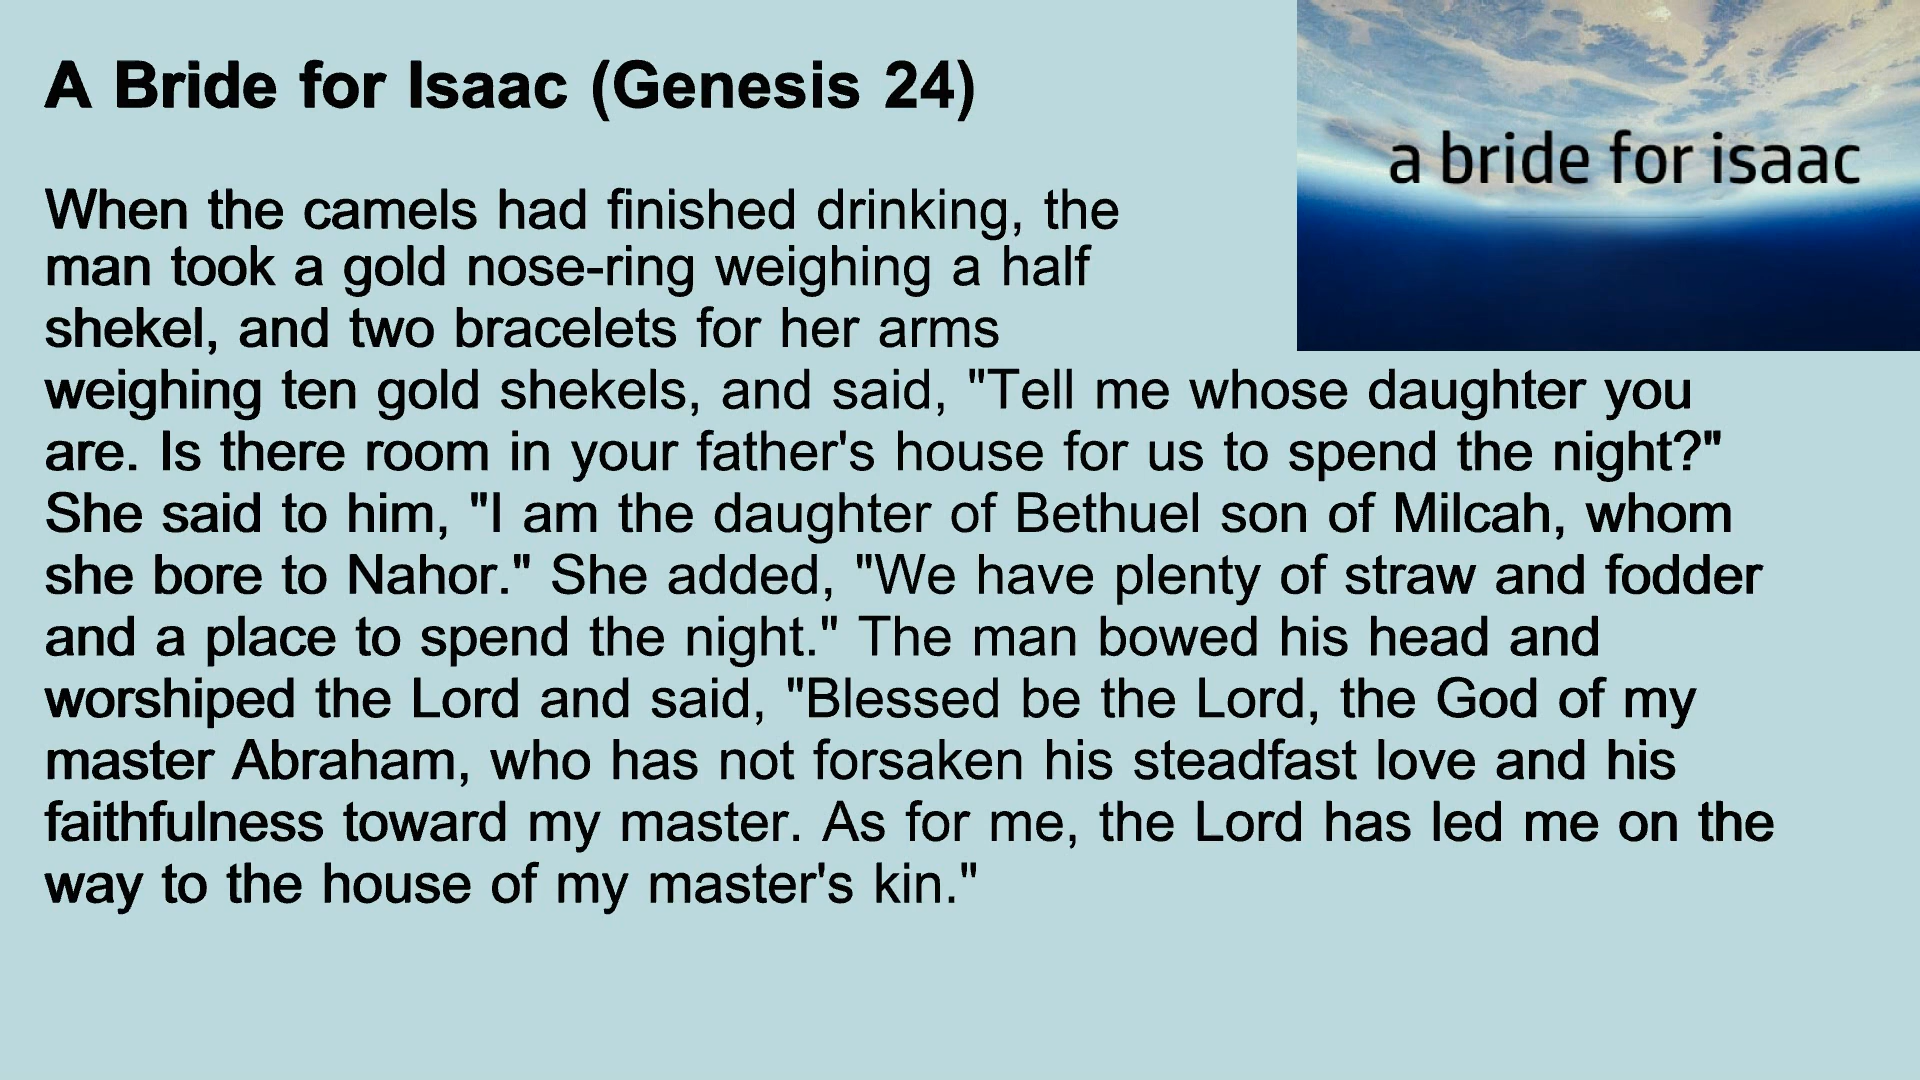 A Bride for Isaac (Genesis 24)
a bride for isaac
When the camels had finished drinking, the
man took a gold nose-ring weighing a half
shekel, and two bracelets for her arms
weighing ten gold shekels, and said, "Tell me whose daughter you
are. Is there room in your father's house for us to spend the night?"
She said to him, "I am the daughter of Bethuel son of Milcah, whom
she bore to Nahor." She added, "We have plenty of straw and fodder
and a place to spend the night." The man bowed his head and
worshiped the Lord and said, "Blessed be the Lord, the God of my
master Abraham, who has not forsaken his steadfast love and his
faithfulness toward my master. As for me, the Lord has led me on the
way to the house of my master's kin."